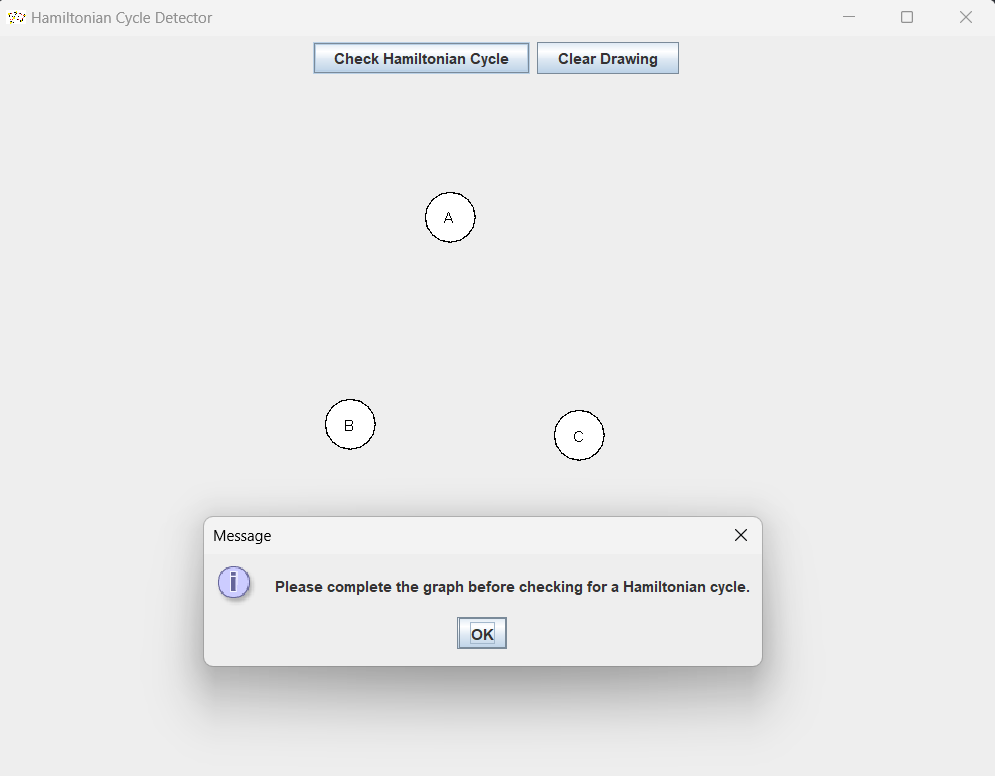 Hamiltonian Cycle Detector
Check Hamiltonian Cycle
Clear Drawing
A
B
C
Message
i
Please complete the graph before checking for a Hamiltonian cycle.
OK